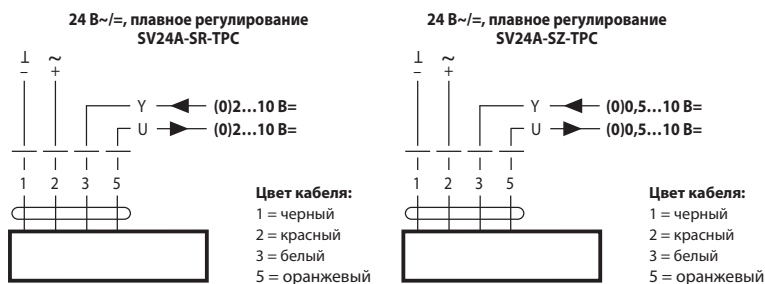 24 В~/=, плавное регулирование
SV24A-SR-TPC
⊥ ~
– +
Y (0)2…10 В=
U (0)2…10 В=
1 2 3 5
Цвет кабеля:
1 = черный
2 = красный
3 = белый
5 = оранжевый
24 В~/=, плавное регулирование
SV24A-SZ-TPC
⊥ ~
– +
Y (0)0,5…10 В=
U (0)0,5…10 В=
1 2 3 5
Цвет кабеля:
1 = черный
2 = красный
3 = белый
5 = оранжевый